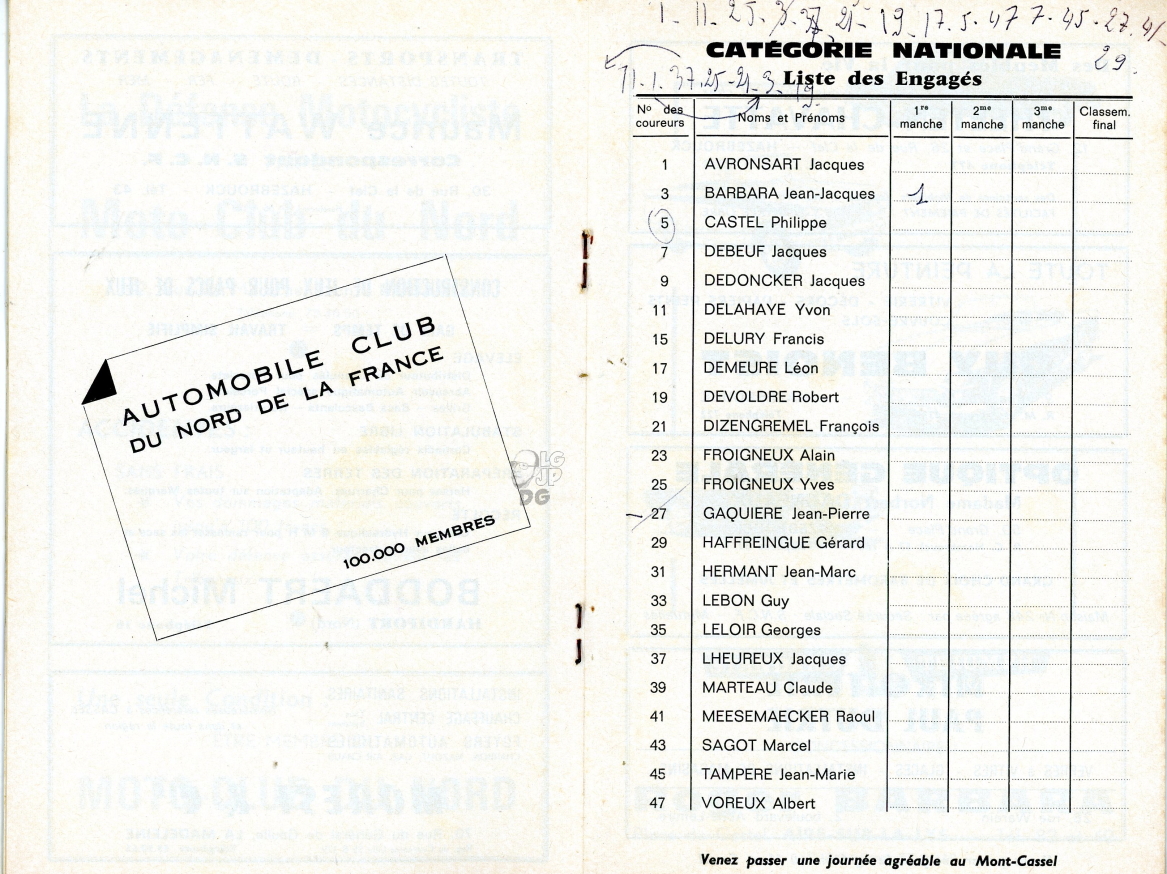 AUTOMOBILE CLUB
DU NORD DE LA FRANCE
100.000 MEMBRES
1. 11. 25. 3. 37. 21. 19. 17. 5. 47 7. 45. 27. 41
29.
CATÉGORIE NATIONALE
Liste des Engagés
11. 1. 37. 25. 21. 3. 19.
Nº des coureurs Noms et Prénoms 1re manche 2me manche 3me manche Classem. final
1 AVRONSART Jacques
3 BARBARA Jean-Jacques 1
5 CASTEL Philippe
7 DEBEUF Jacques
9 DEDONCKER Jacques
11 DELAHAYE Yvon
15 DELURY Francis
17 DEMEURE Léon
19 DEVOLDRE Robert
21 DIZENGREMEL François
23 FROIGNEUX Alain
25 FROIGNEUX Yves
27 GAQUIERE Jean-Pierre
29 HAFFREINGUE Gérard
31 HERMANT Jean-Marc
33 LEBON Guy
35 LELOIR Georges
37 LHEUREUX Jacques
39 MARTEAU Claude
41 MEESEMAECKER Raoul
43 SAGOT Marcel
45 TAMPERE Jean-Marie
47 VOREUX Albert
Venez passer une journée agréable au Mont-Cassel